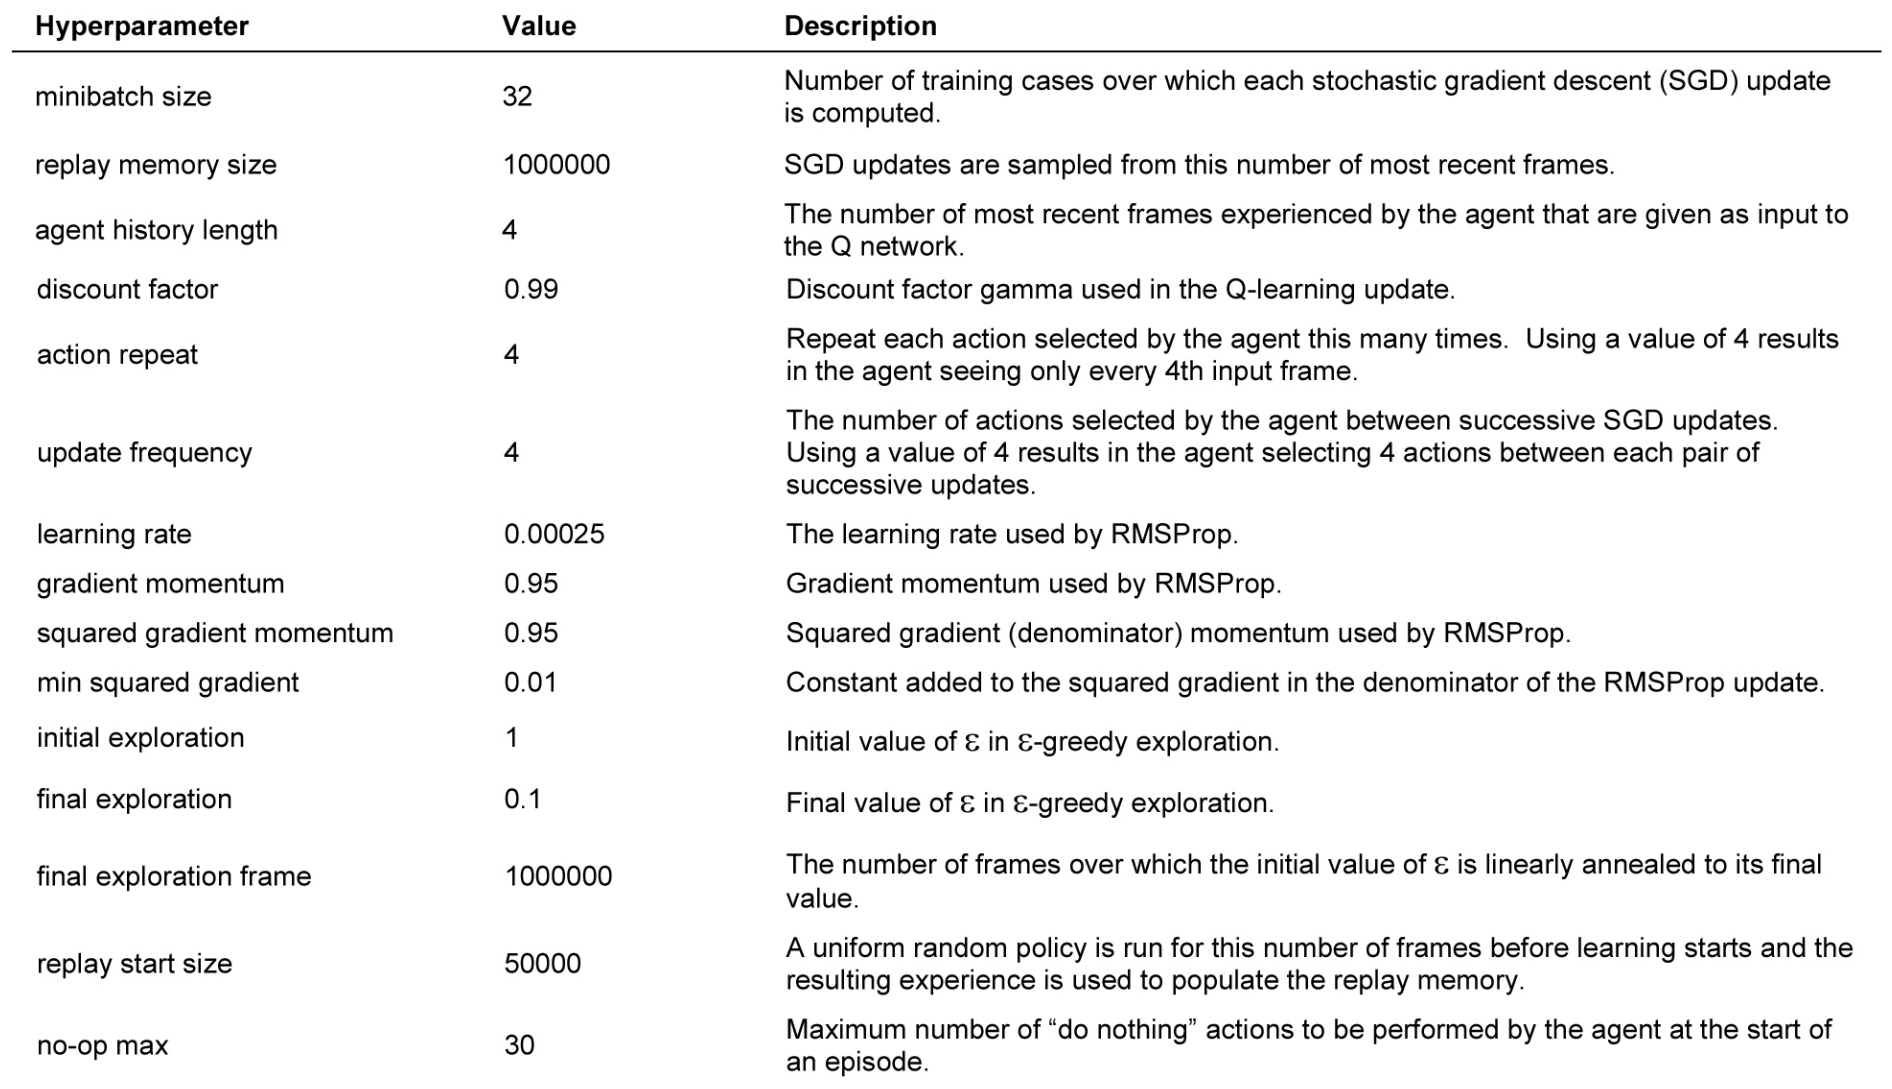 Hyperparameter Value Description
minibatch size 32 Number of training cases over which each stochastic gradient descent (SGD) update
is computed.
replay memory size 1000000 SGD updates are sampled from this number of most recent frames.
agent history length 4 The number of most recent frames experienced by the agent that are given as input to
the Q network.
discount factor 0.99 Discount factor gamma used in the Q-learning update.
action repeat 4 Repeat each action selected by the agent this many times.  Using a value of 4 results
in the agent seeing only every 4th input frame.
update frequency 4 The number of actions selected by the agent between successive SGD updates.
Using a value of 4 results in the agent selecting 4 actions between each pair of
successive updates.
learning rate 0.00025 The learning rate used by RMSProp.
gradient momentum 0.95 Gradient momentum used by RMSProp.
squared gradient momentum 0.95 Squared gradient (denominator) momentum used by RMSProp.
min squared gradient 0.01 Constant added to the squared gradient in the denominator of the RMSProp update.
initial exploration 1 Initial value of ε in ε-greedy exploration.
final exploration 0.1 Final value of ε in ε-greedy exploration.
final exploration frame 1000000 The number of frames over which the initial value of ε is linearly annealed to its final
value.
replay start size 50000 A uniform random policy is run for this number of frames before learning starts and the
resulting experience is used to populate the replay memory.
no-op max 30 Maximum number of “do nothing” actions to be performed by the agent at the start of
an episode.